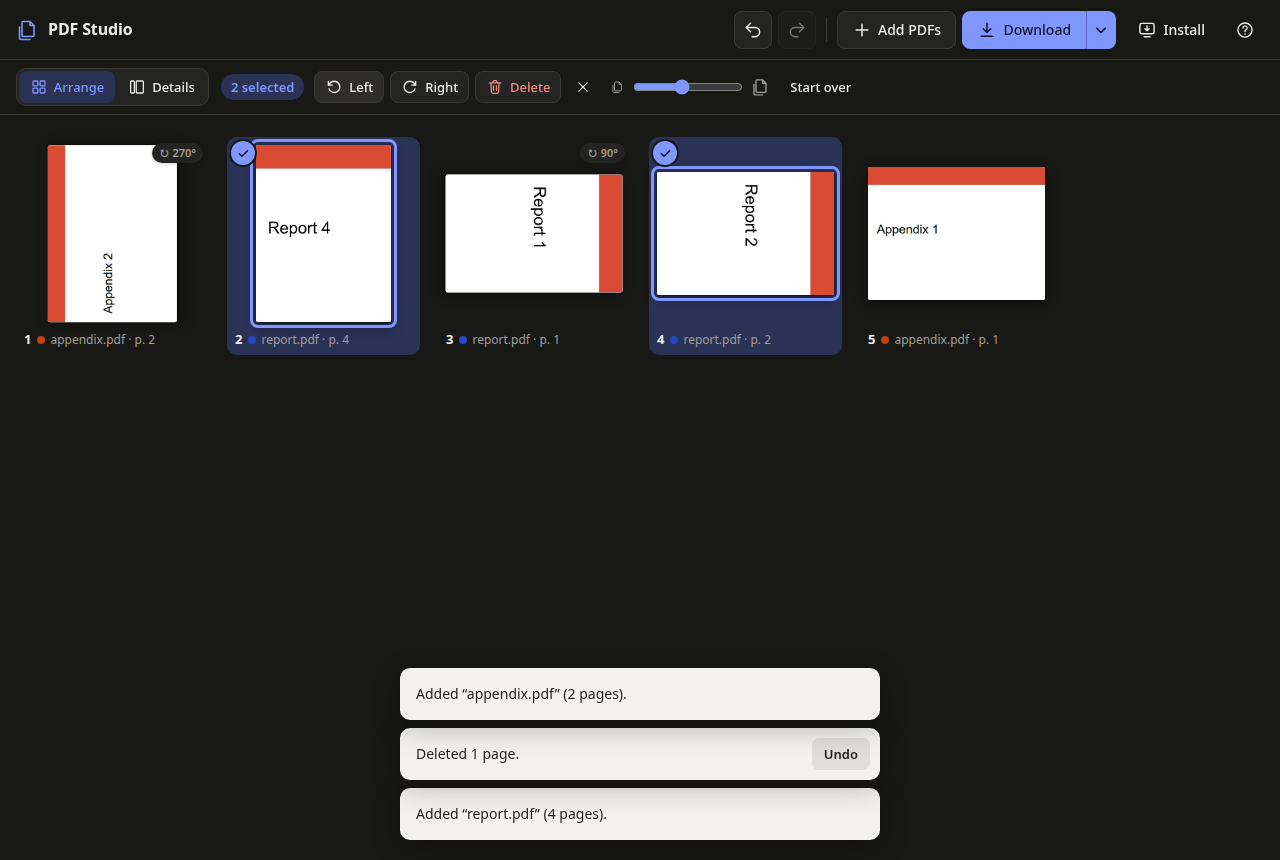 PDF Studio
Add PDFs
Download
Install
Arrange
Details
2 selected
Left
Right
Delete
Start over
↻ 270°
Appendix 2
1 appendix.pdf · p. 2
Report 4
2 report.pdf · p. 4
↻ 90°
Report 1
3 report.pdf · p. 1
Report 2
4 report.pdf · p. 2
Appendix 1
5 appendix.pdf · p. 1
Added “appendix.pdf” (2 pages).
Deleted 1 page.
Undo
Added “report.pdf” (4 pages).